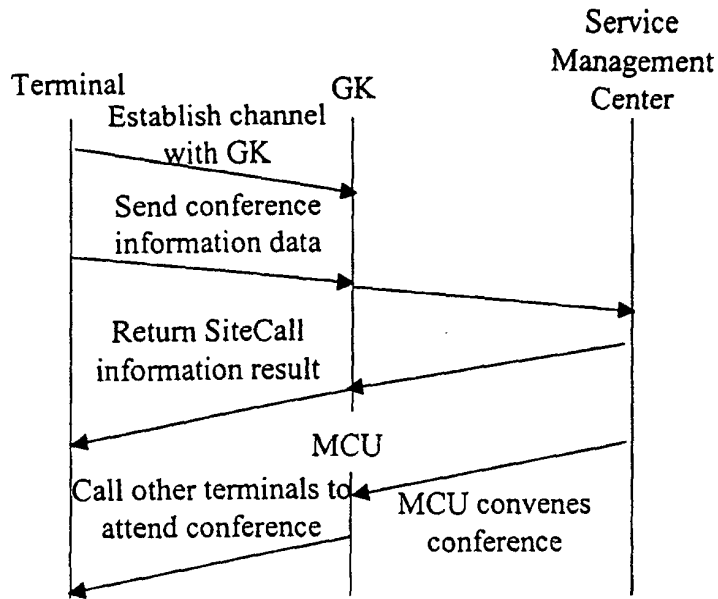 Service
Management
Center
Terminal
GK
Establish channel
with GK
Send conference
information data
Return SiteCall
information result
MCU
Call other terminals to
attend conference
MCU convenes
conference